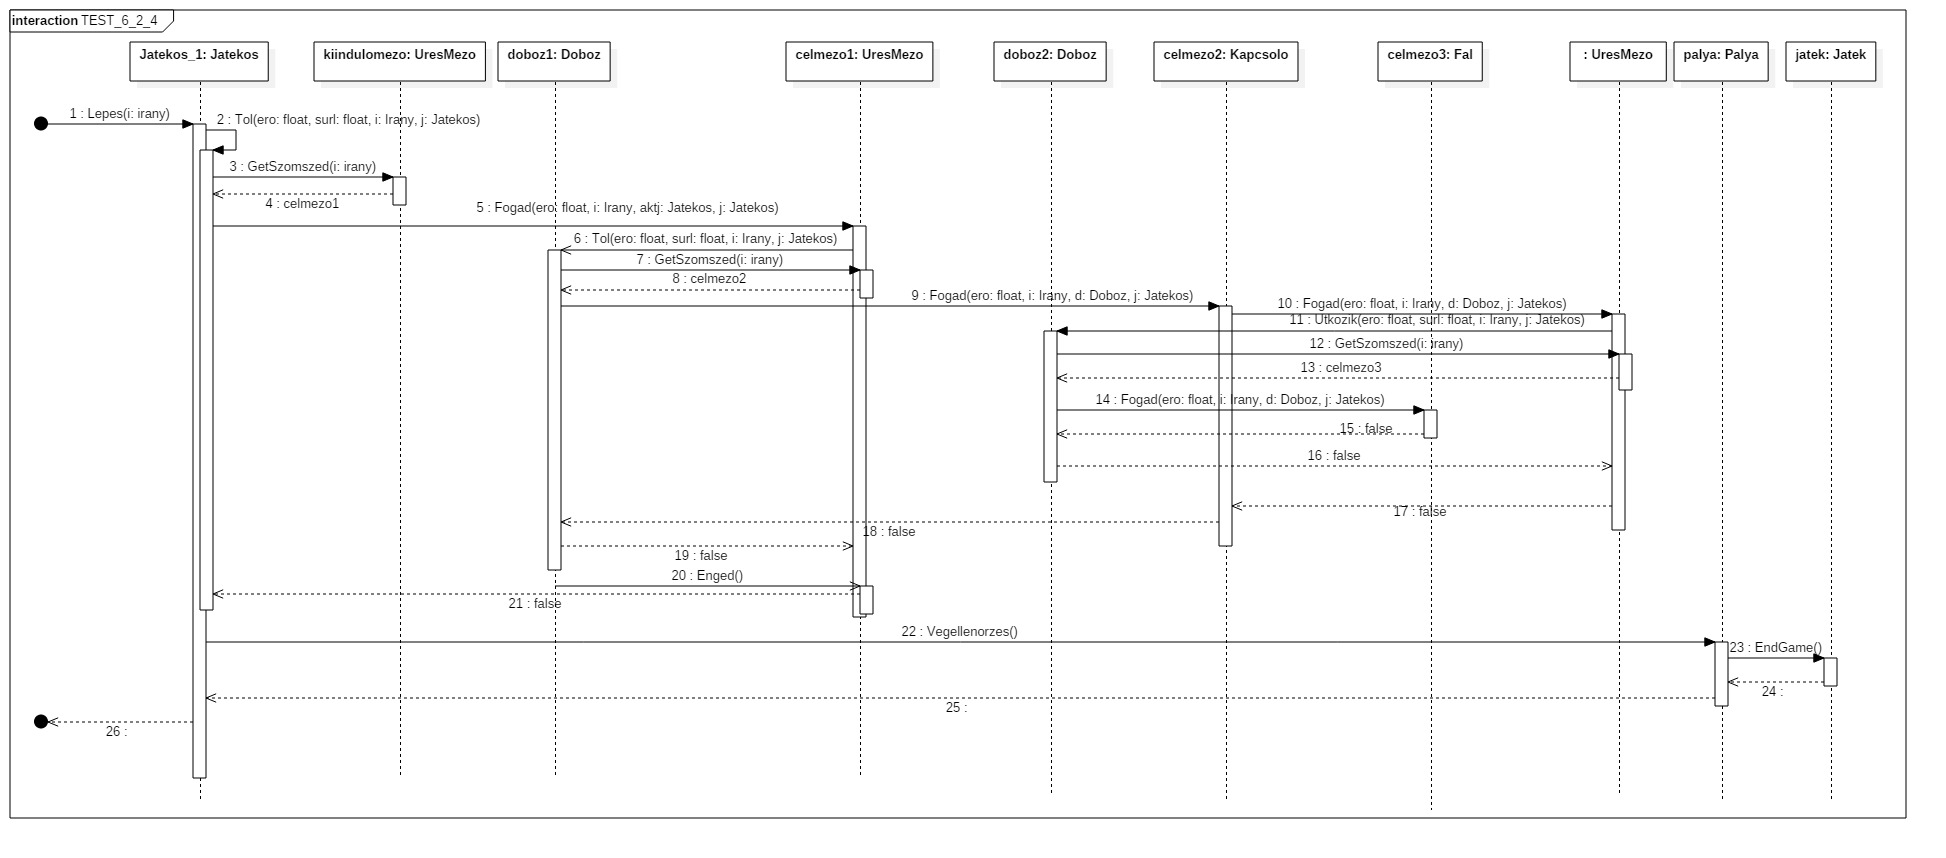 interaction TEST_6_2_4
Jatekos_1: Jatekos
kiindulomezo: UresMezo
doboz1: Doboz
celmezo1: UresMezo
doboz2: Doboz
celmezo2: Kapcsolo
celmezo3: Fal
: UresMezo
palya: Palya
jatek: Jatek
1 : Lepes(i: irany)
2 : Tol(ero: float, surl: float, i: Irany, j: Jatekos)
3 : GetSzomszed(i: irany)
4 : celmezo1
5 : Fogad(ero: float, i: Irany, aktj: Jatekos, j: Jatekos)
6 : Tol(ero: float, surl: float, i: Irany, j: Jatekos)
7 : GetSzomszed(i: irany)
8 : celmezo2
9 : Fogad(ero: float, i: Irany, d: Doboz, j: Jatekos)
10 : Fogad(ero: float, i: Irany, d: Doboz, j: Jatekos)
11 : Utkozik(ero: float, surl: float, i: Irany, j: Jatekos)
12 : GetSzomszed(i: irany)
13 : celmezo3
14 : Fogad(ero: float, i: Irany, d: Doboz, j: Jatekos)
15 : false
16 : false
17 : false
18 : false
19 : false
20 : Enged()
21 : false
22 : Vegellenorzes()
23 : EndGame()
24 :
25 :
26 :